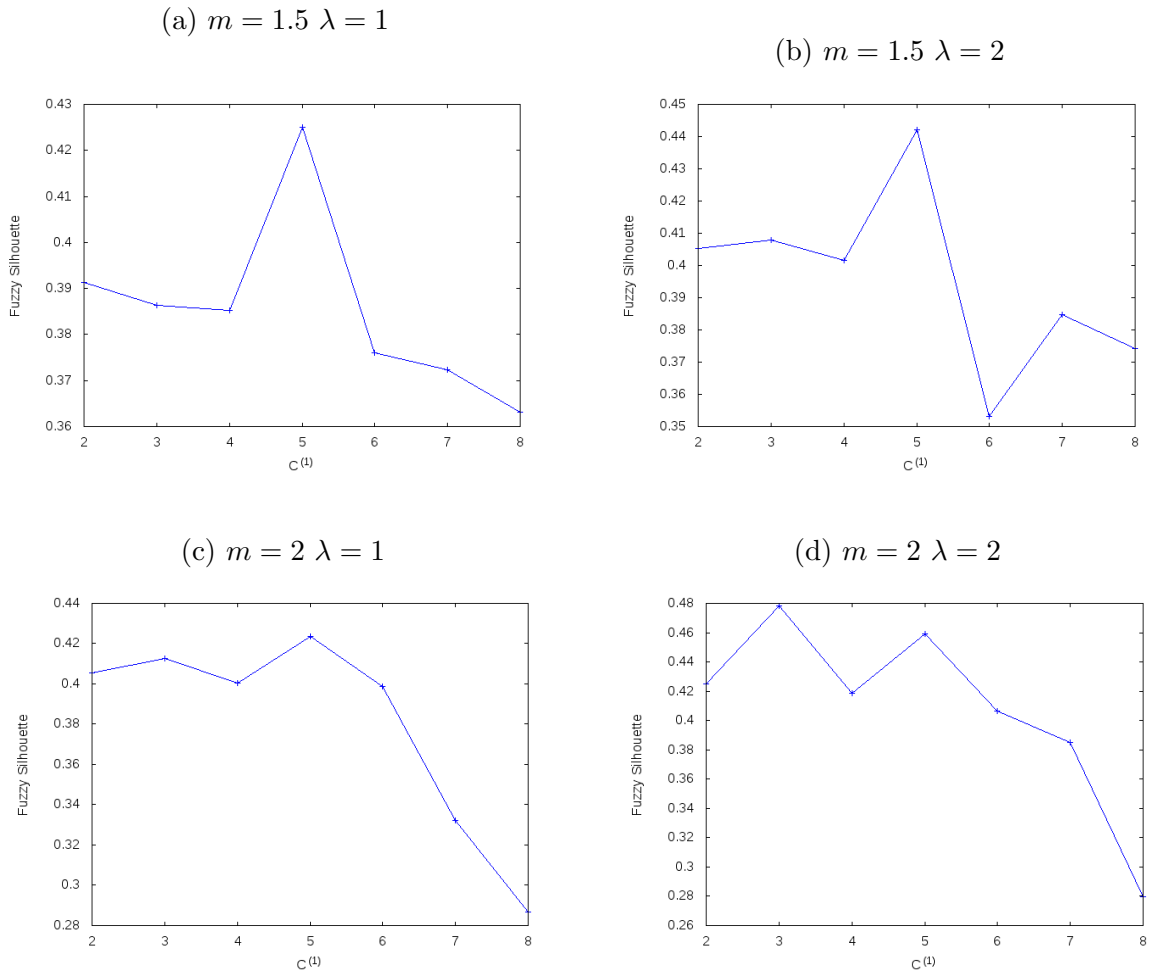 (a) m = 1.5 λ = 1
0.43
0.42
0.41
0.4
0.39
0.38
0.37
0.36
2 3 4 5 6 7 8
Fuzzy Silhouette
C(1)
(b) m = 1.5 λ = 2
0.45
0.44
0.43
0.42
0.41
0.4
0.39
0.38
0.37
0.36
0.35
2 3 4 5 6 7 8
Fuzzy Silhouette
C(1)
(c) m = 2 λ = 1
0.44
0.42
0.4
0.38
0.36
0.34
0.32
0.3
0.28
2 3 4 5 6 7 8
Fuzzy Silhouette
C(1)
(d) m = 2 λ = 2
0.48
0.46
0.44
0.42
0.4
0.38
0.36
0.34
0.32
0.3
0.28
0.26
2 3 4 5 6 7 8
Fuzzy Silhouette
C(1)